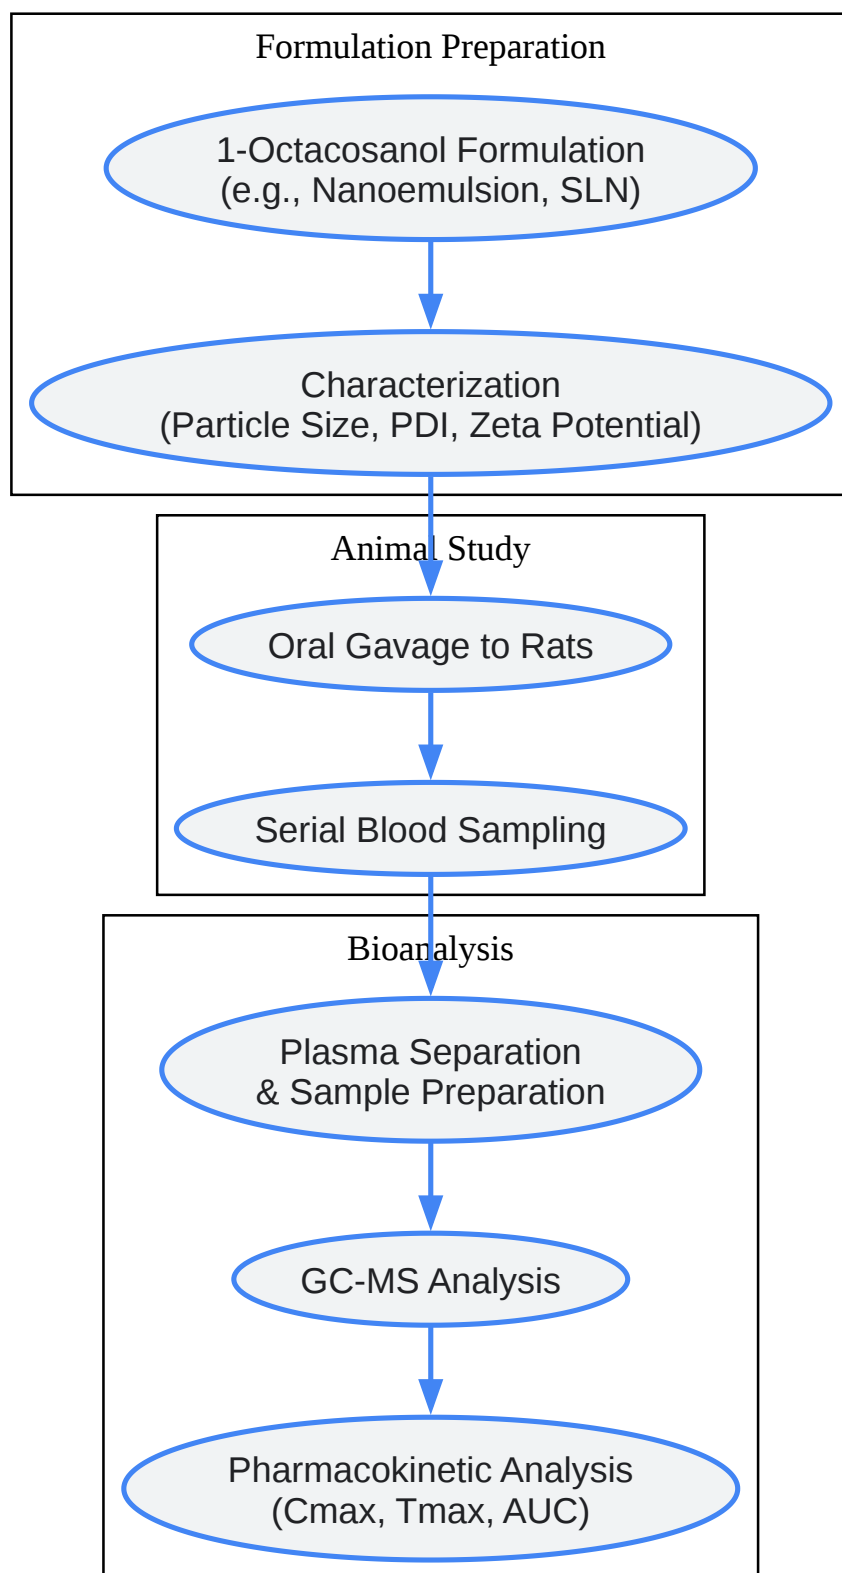 Formulation Preparation
1-Octacosanol Formulation
(e.g., Nanoemulsion, SLN)
Characterization
(Particle Size, PDI, Zeta Potential)
Animal Study
Oral Gavage to Rats
Serial Blood Sampling
Bioanalysis
Plasma Separation
& Sample Preparation
GC-MS Analysis
Pharmacokinetic Analysis
(Cmax, Tmax, AUC)